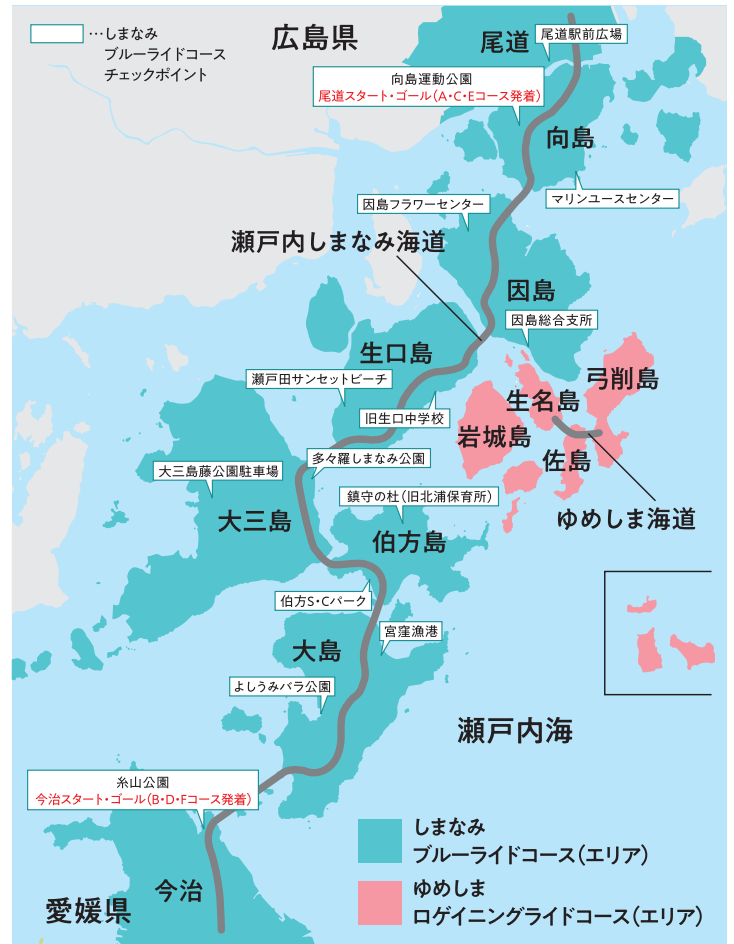 …しまなみ
ブルーライドコース
チェックポイント
広島県
尾道
尾道駅前広場
向島運動公園
尾道スタート・ゴール（A・C・Eコース発着）
向島
マリンユースセンター
因島フラワーセンター
瀬戸内しまなみ海道
因島
因島総合支所
生口島
瀬戸田サンセットビーチ
旧生口中学校
弓削島
生名島
岩城島
佐島
ゆめしま海道
多々羅しまなみ公園
大三島藤公園駐車場
大三島
鎮守の杜（旧北浦保育所）
伯方島
伯方S・Cパーク
宮窪漁港
大島
よしうみバラ公園
瀬戸内海
糸山公園
今治スタート・ゴール（B・D・Fコース発着）
今治
愛媛県
しまなみ
ブルーライドコース（エリア）
ゆめしま
ロゲイニングライドコース（エリア）